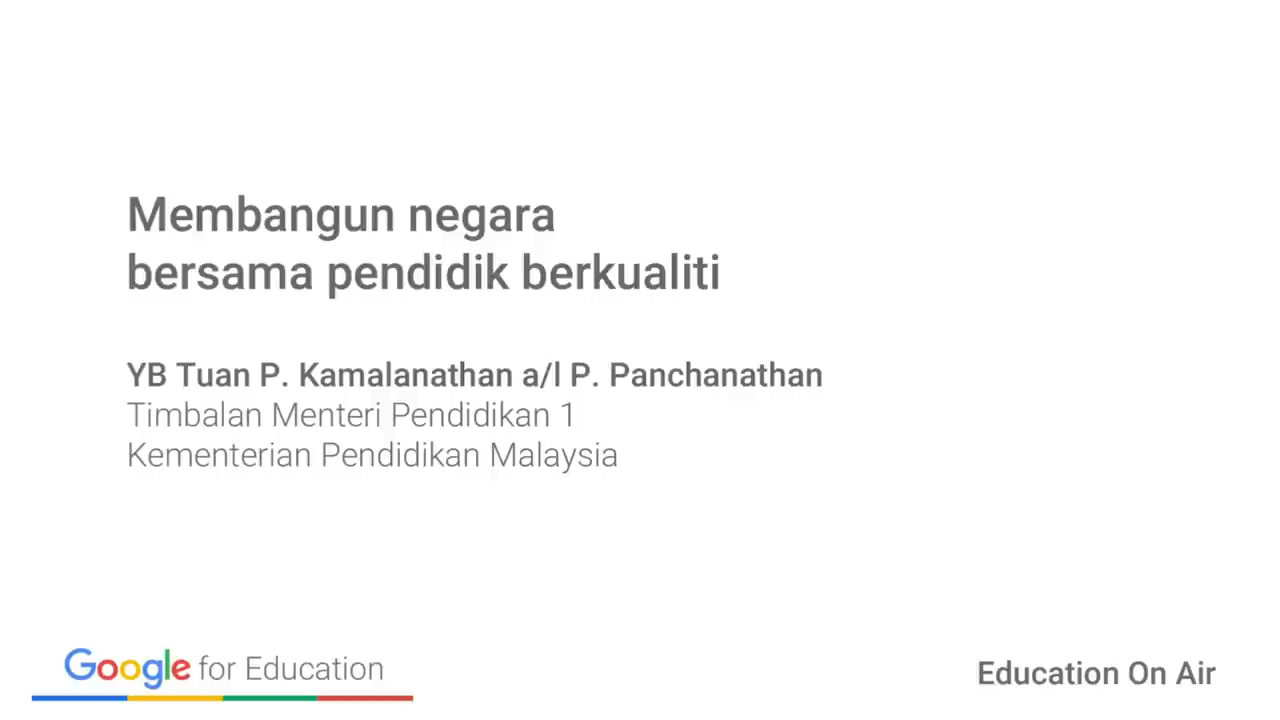 Membangun negara
bersama pendidik berkualiti
YB Tuan P. Kamalanathan a/l P. Panchanathan
Timbalan Menteri Pendidikan 1
Kementerian Pendidikan Malaysia
Google for Education
Education On Air